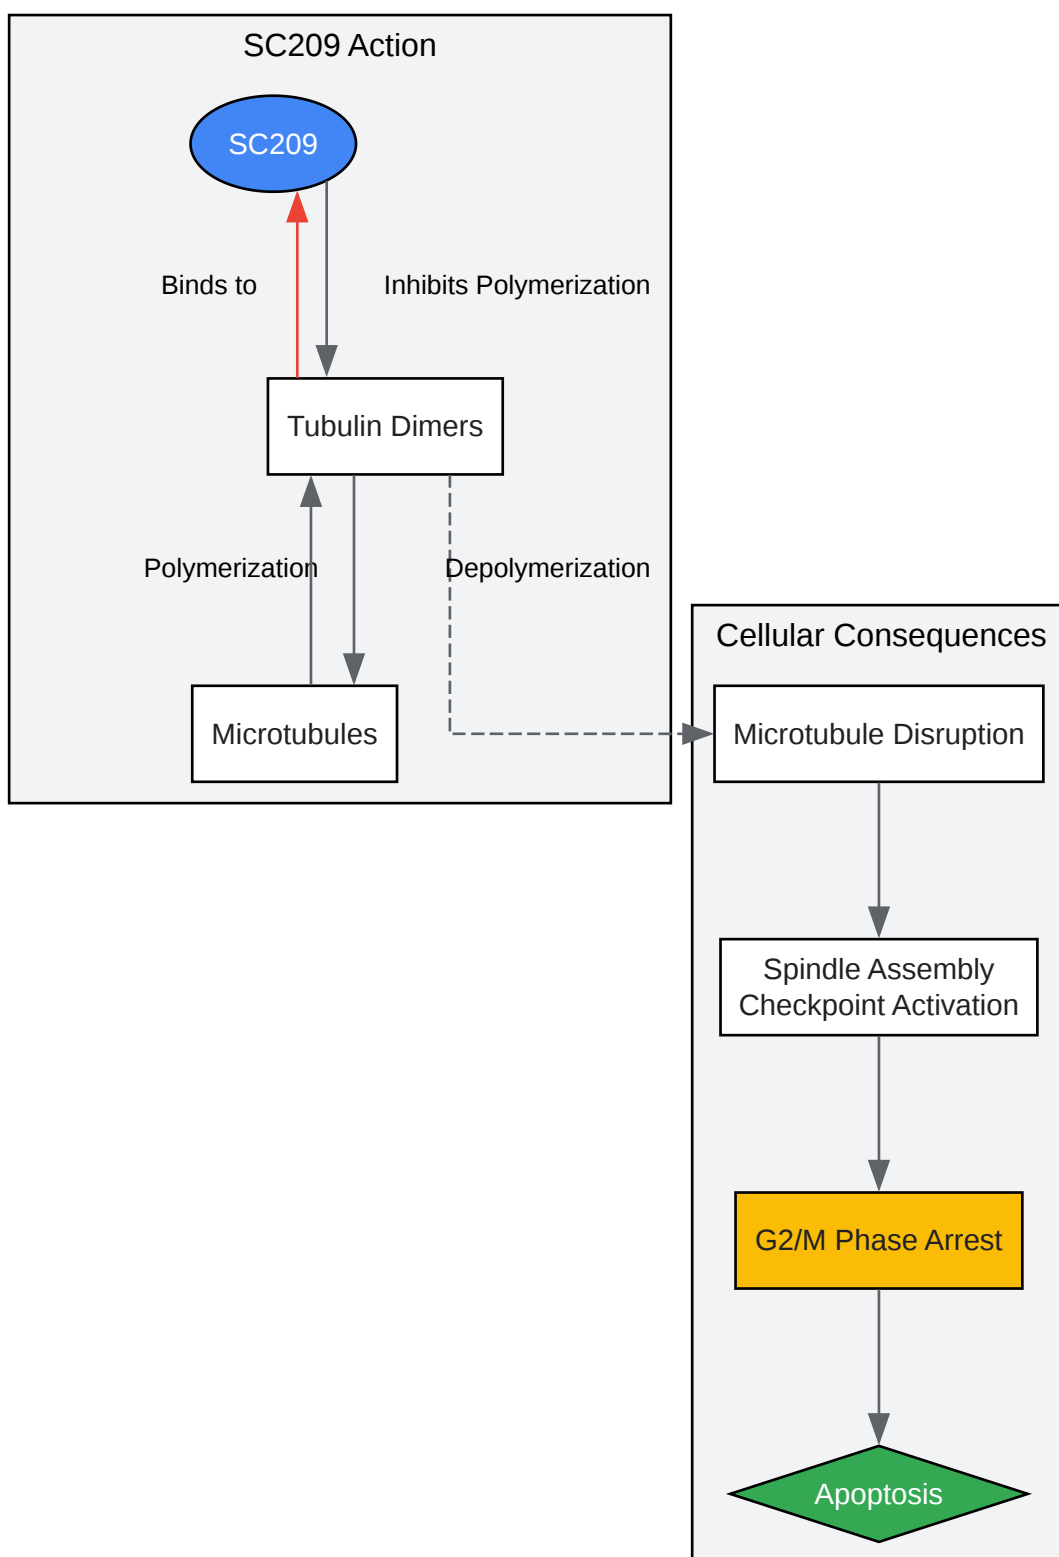 SC209 Action
SC209
Binds to
Inhibits Polymerization
Tubulin Dimers
Polymerization
Depolymerization
Microtubules
Cellular Consequences
Microtubule Disruption
Spindle Assembly
Checkpoint Activation
G2/M Phase Arrest
Apoptosis